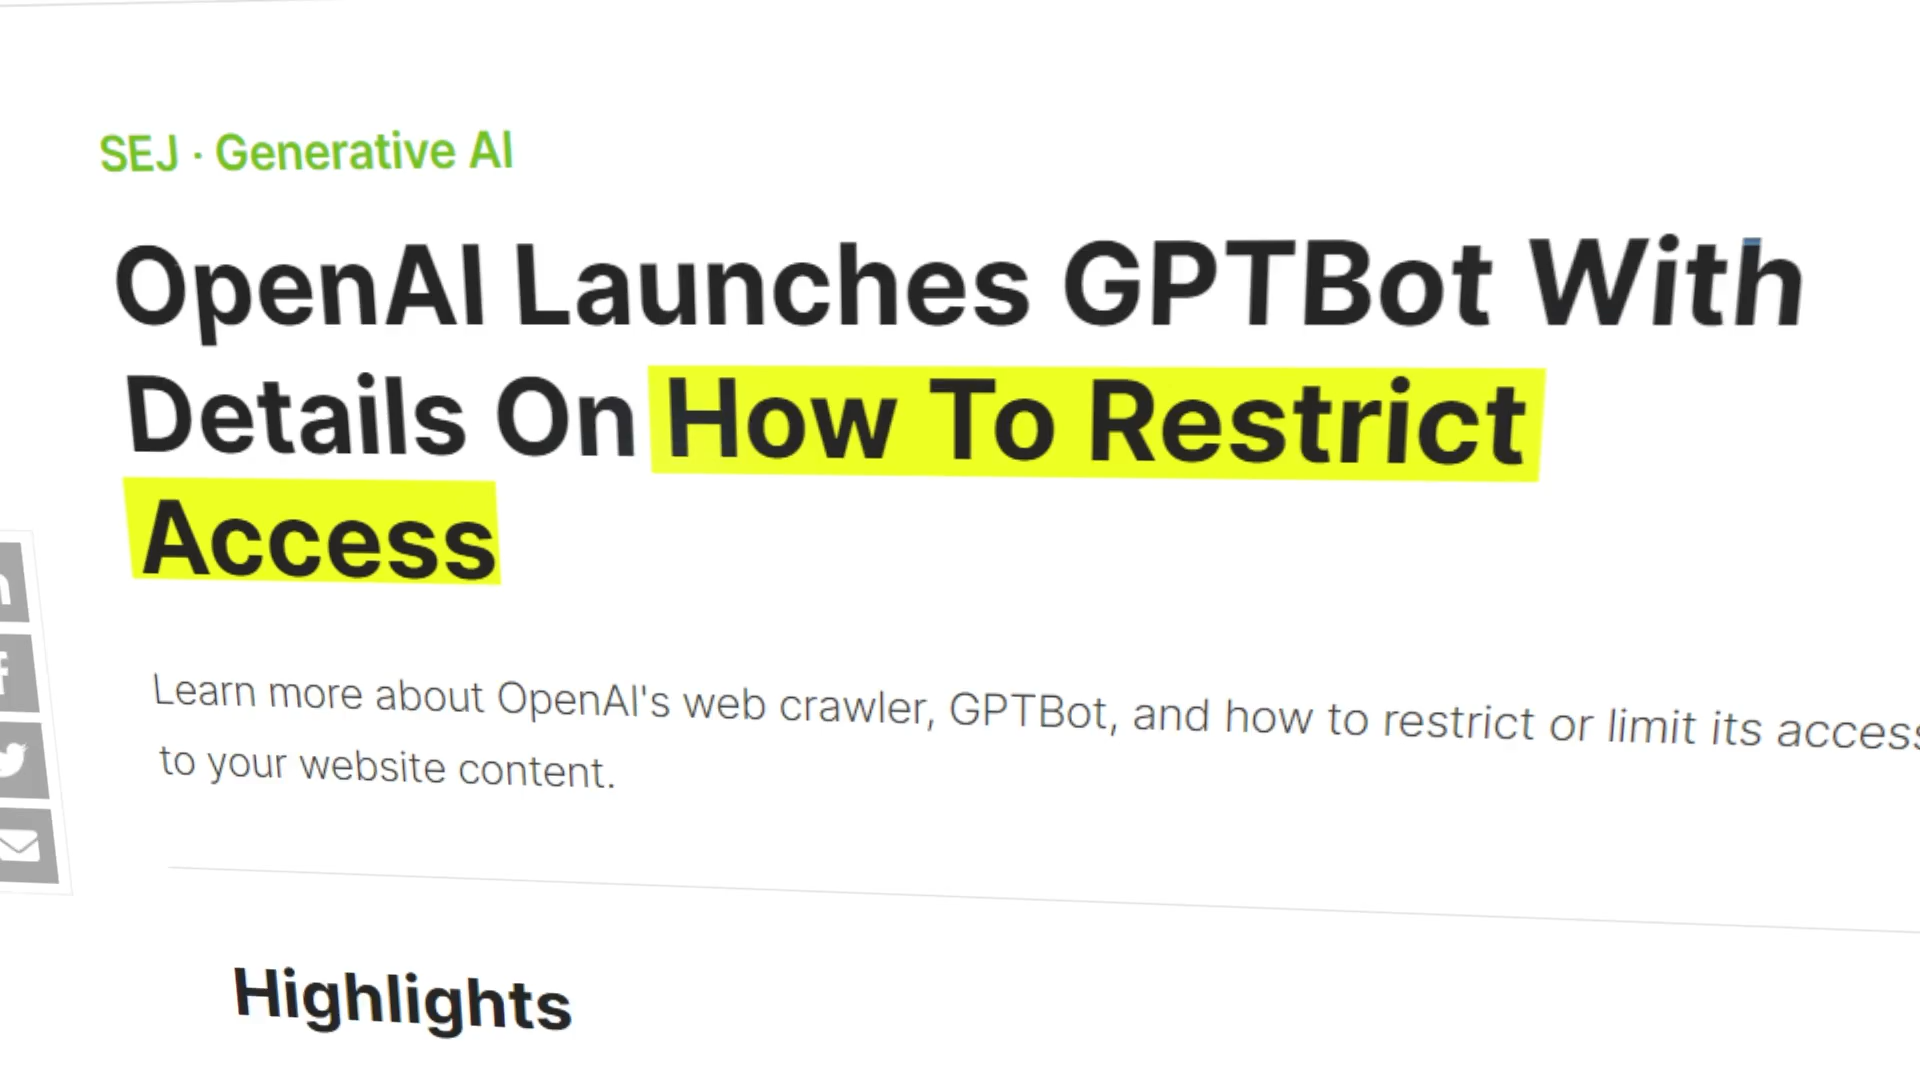 SEJ · Generative AI
OpenAI Launches GPTBot With
Details On How To Restrict
Access
Learn more about OpenAI's web crawler, GPTBot, and how to restrict or limit its access
to your website content.
Highlights